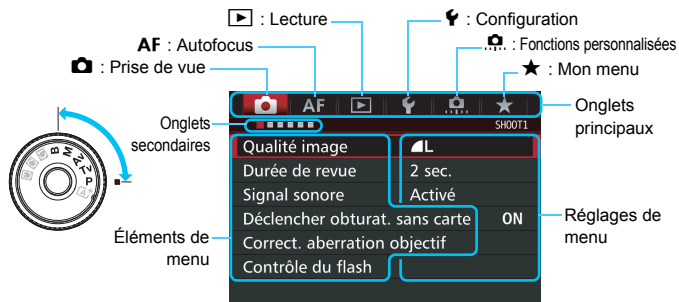 : Lecture
: Configuration
AF : Autofocus
: Fonctions personnalisées
: Prise de vue
★ : Mon menu
AF ★
Onglets principaux
Onglets secondaires
SHOOT1
Qualité image L
Durée de revue 2 sec.
Signal sonore Activé
Déclencher obturat. sans carte ON
Correct. aberration objectif
Contrôle du flash
Éléments de menu
Réglages de menu
B M Av Tv P A+